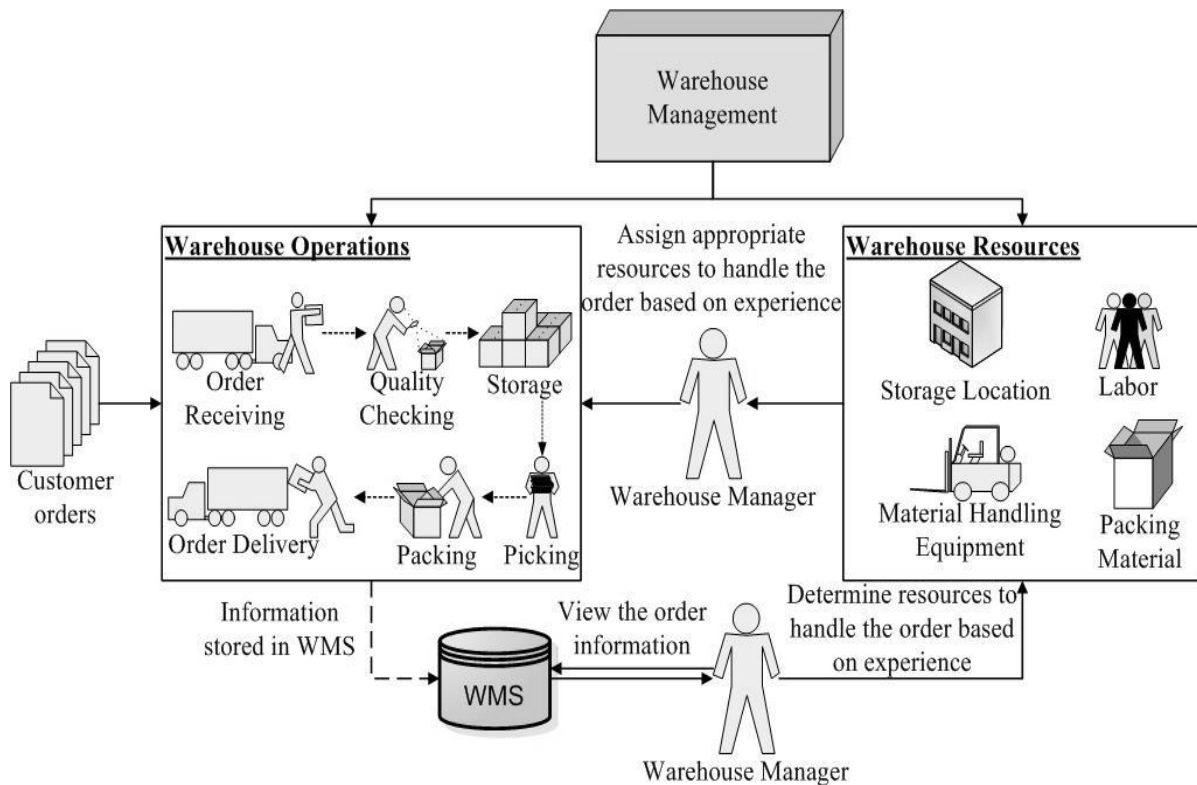 Warehouse
Management
Warehouse Operations
Order
Receiving
Quality
Checking
Storage
Order Delivery
Packing
Picking
Customer
orders
Assign appropriate
resources to handle the
order based on experience
Warehouse Manager
Warehouse Resources
Storage Location
Labor
Material Handling
Equipment
Packing
Material
Information
stored in WMS
WMS
View the order
information
Warehouse Manager
Determine resources to
handle the order based
on experience